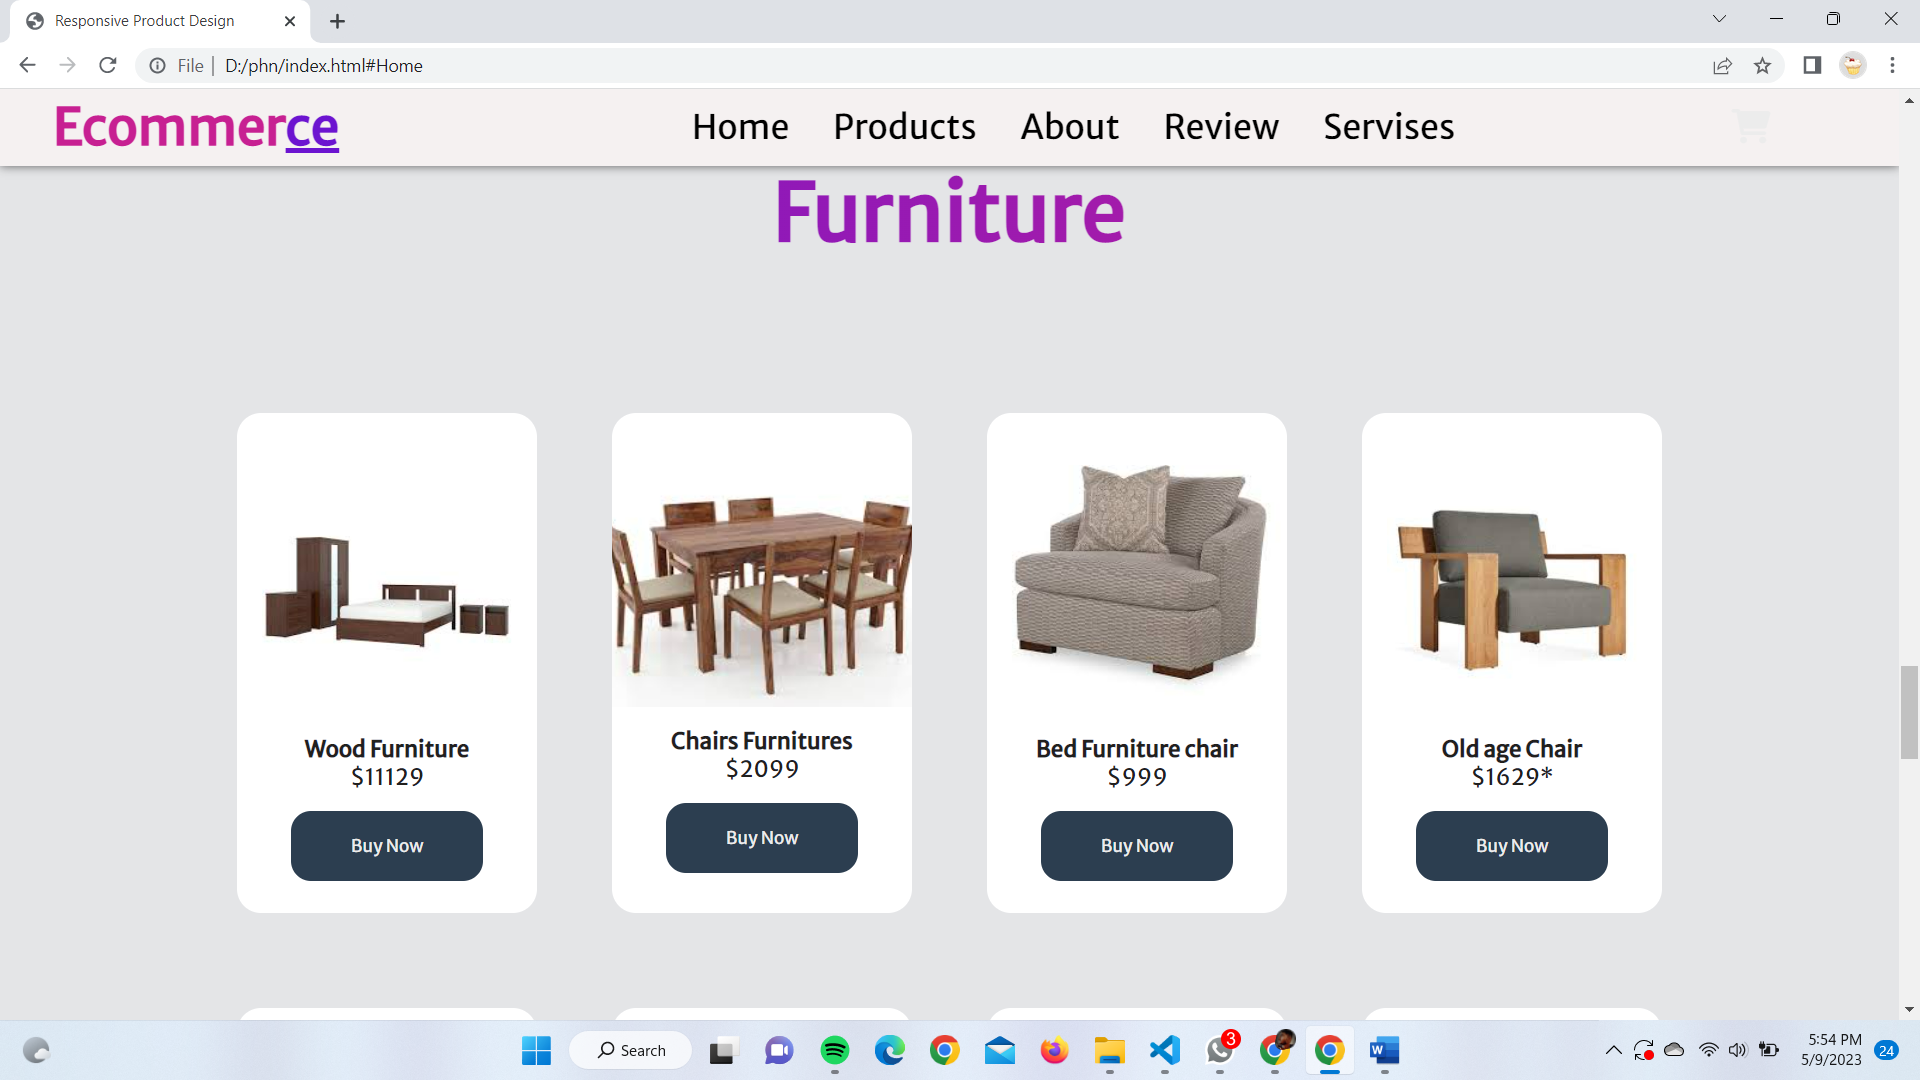 Responsive Product Design
File | D:/phn/index.html#Home
Ecommerce
Home Products About Review Servises
Furniture
Wood Furniture
$11129
Buy Now
Chairs Furnitures
$2099
Buy Now
Bed Furniture chair
$999
Buy Now
Old age Chair
$1629*
Buy Now
Search
W
3
5:54 PM
5/9/2023
24